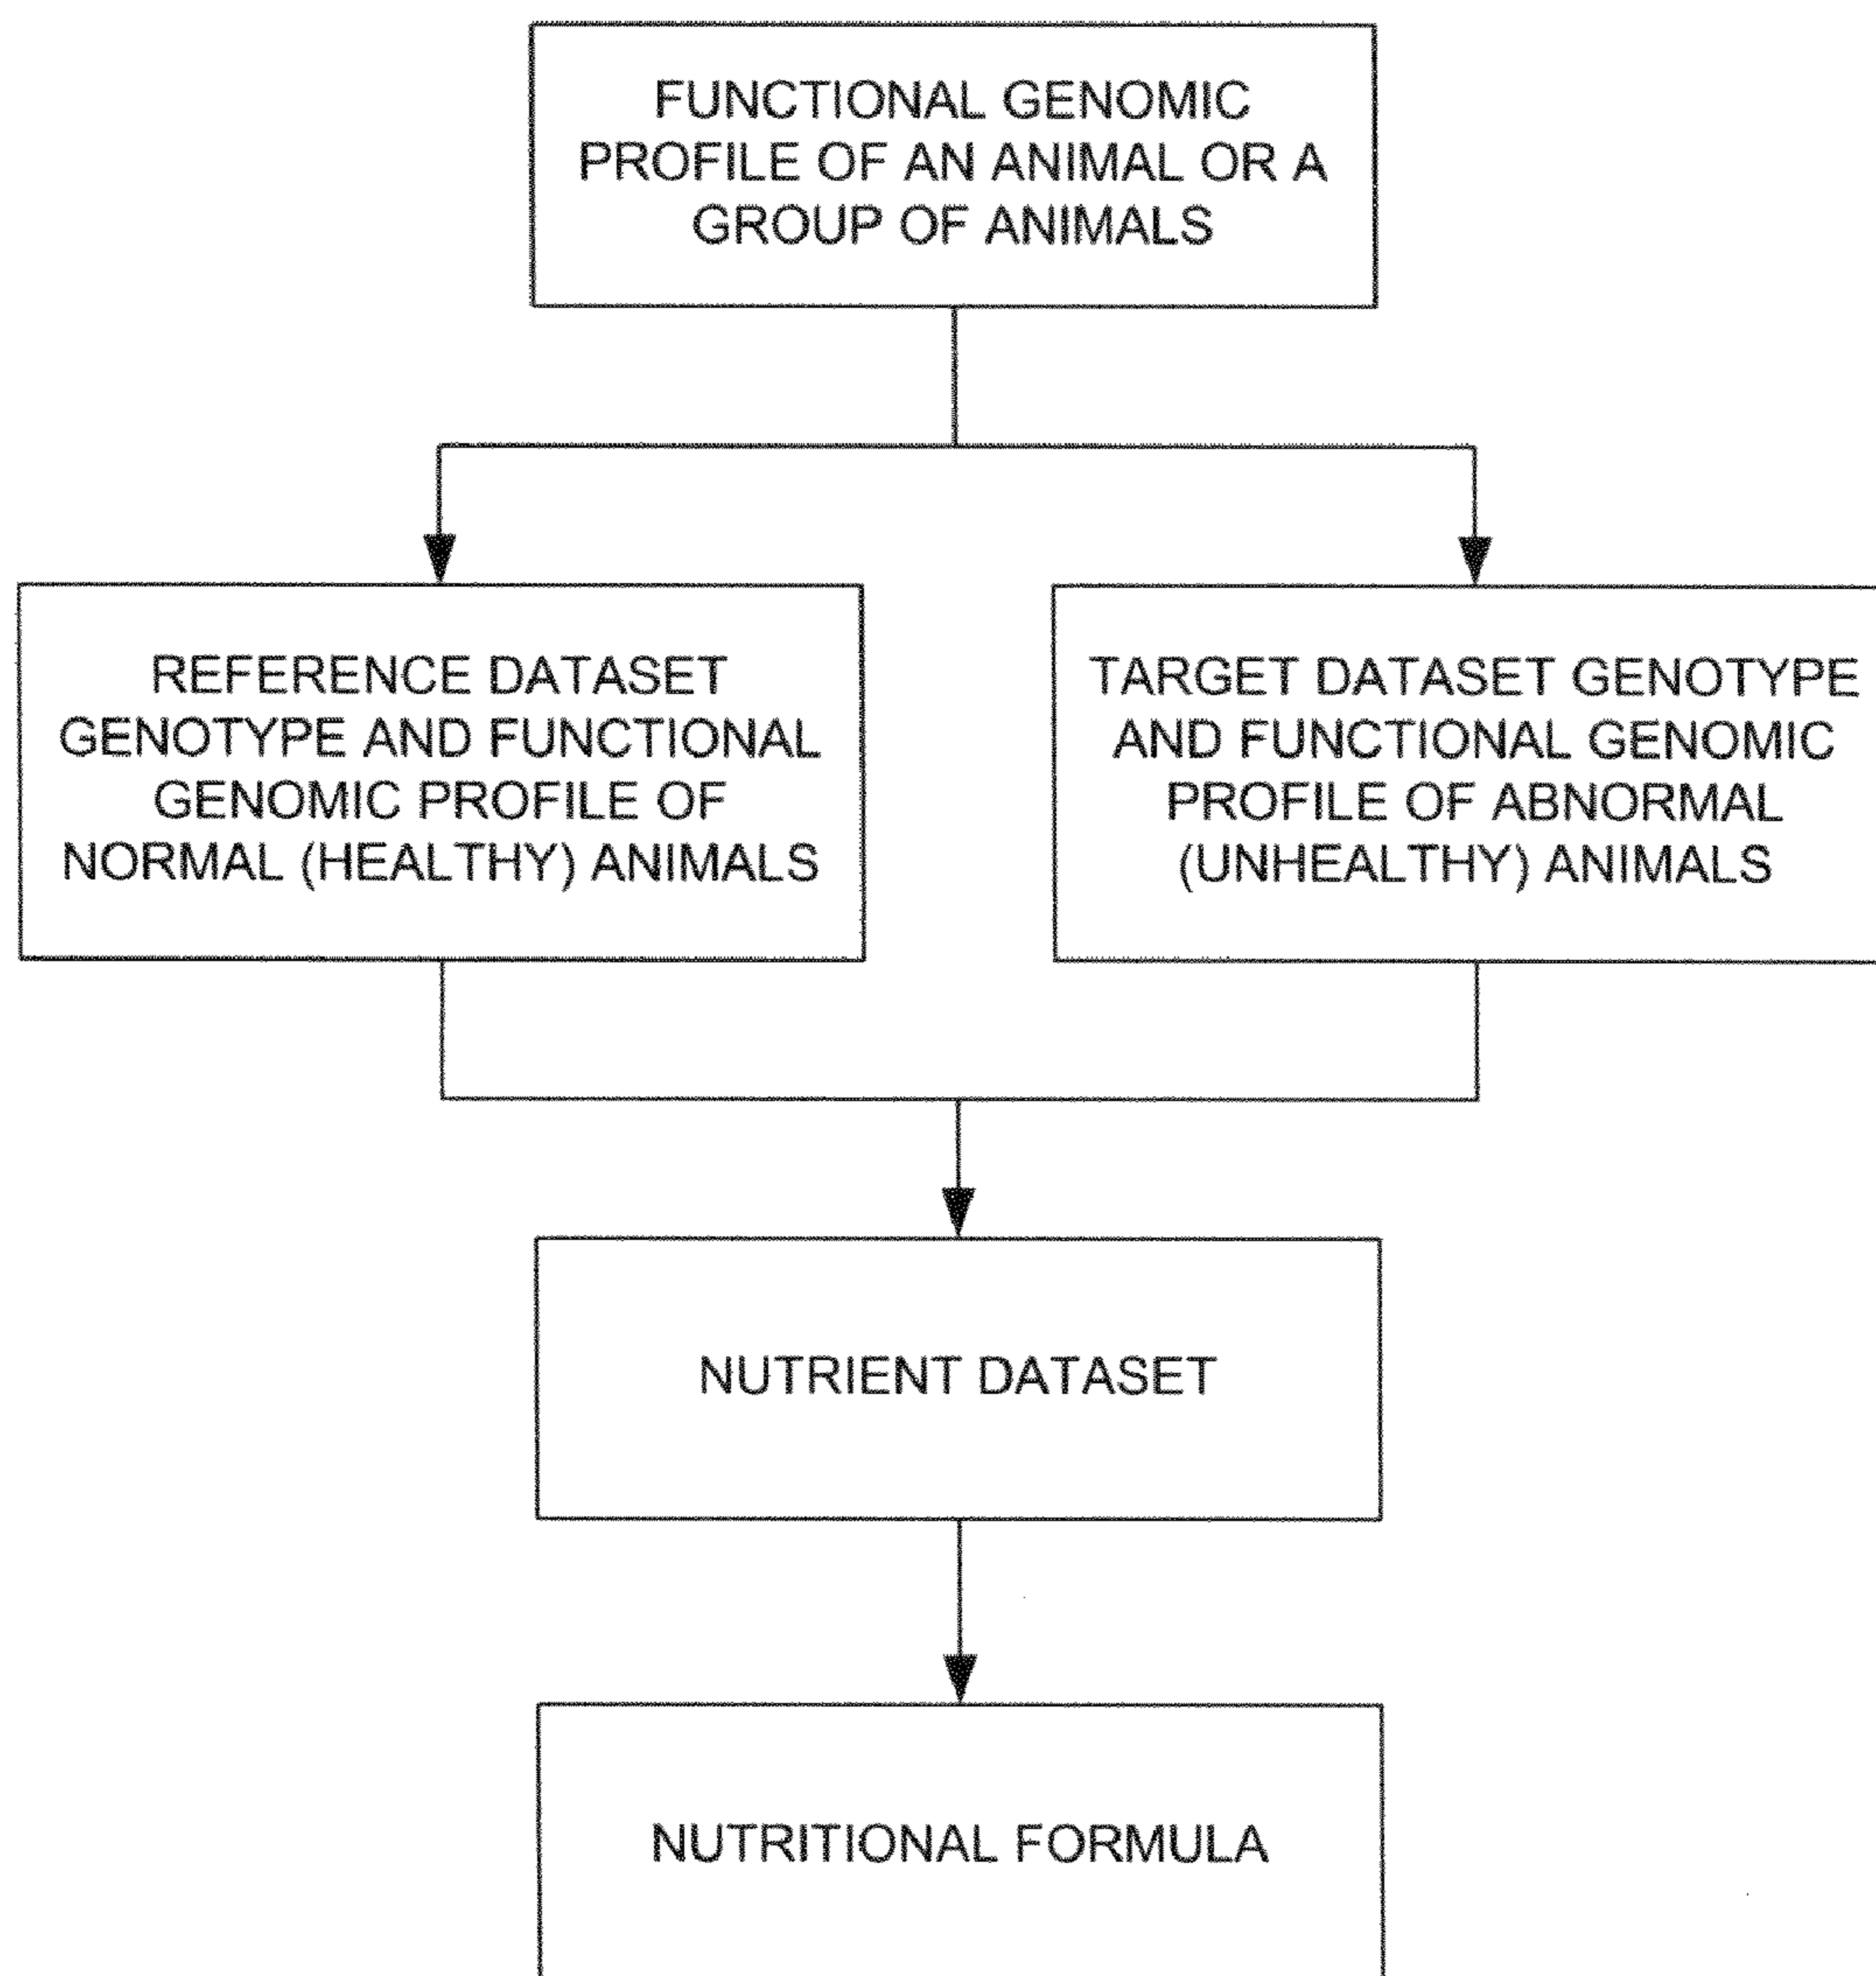 FUNCTIONAL GENOMIC
PROFILE OF AN ANIMAL OR A
GROUP OF ANIMALS
REFERENCE DATASET
GENOTYPE AND FUNCTIONAL
GENOMIC PROFILE OF
NORMAL (HEALTHY) ANIMALS
TARGET DATASET GENOTYPE
AND FUNCTIONAL GENOMIC
PROFILE OF ABNORMAL
(UNHEALTHY) ANIMALS
NUTRIENT DATASET
NUTRITIONAL FORMULA